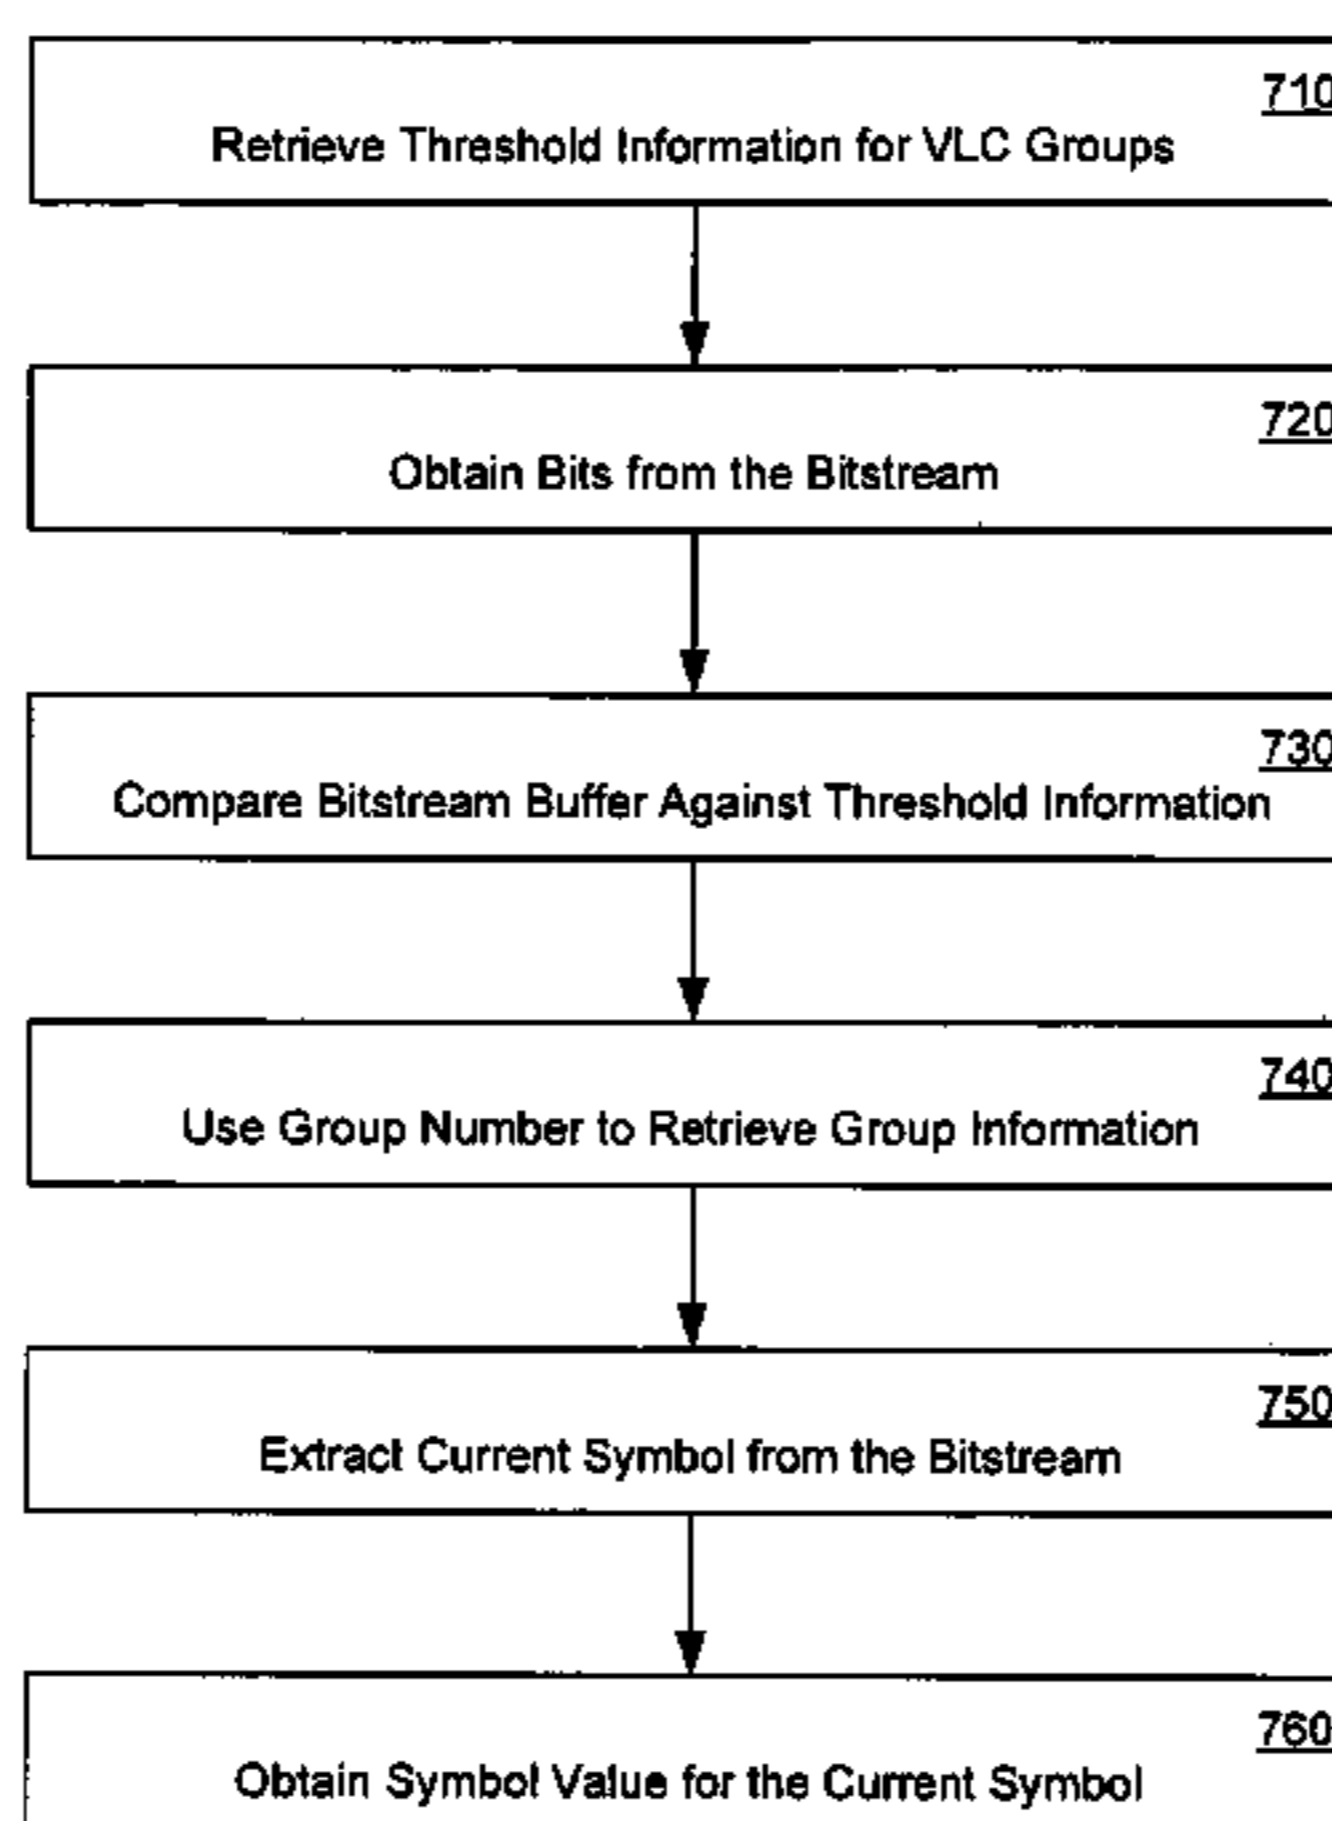 710
Retrieve Threshold Information for VLC Groups
720
Obtain Bits from the Bitstream
730
Compare Bitstream Buffer Against Threshold Information
740
Use Group Number to Retrieve Group Information
750
Extract Current Symbol from the Bitstream
760
Obtain Symbol Value for the Current Symbol